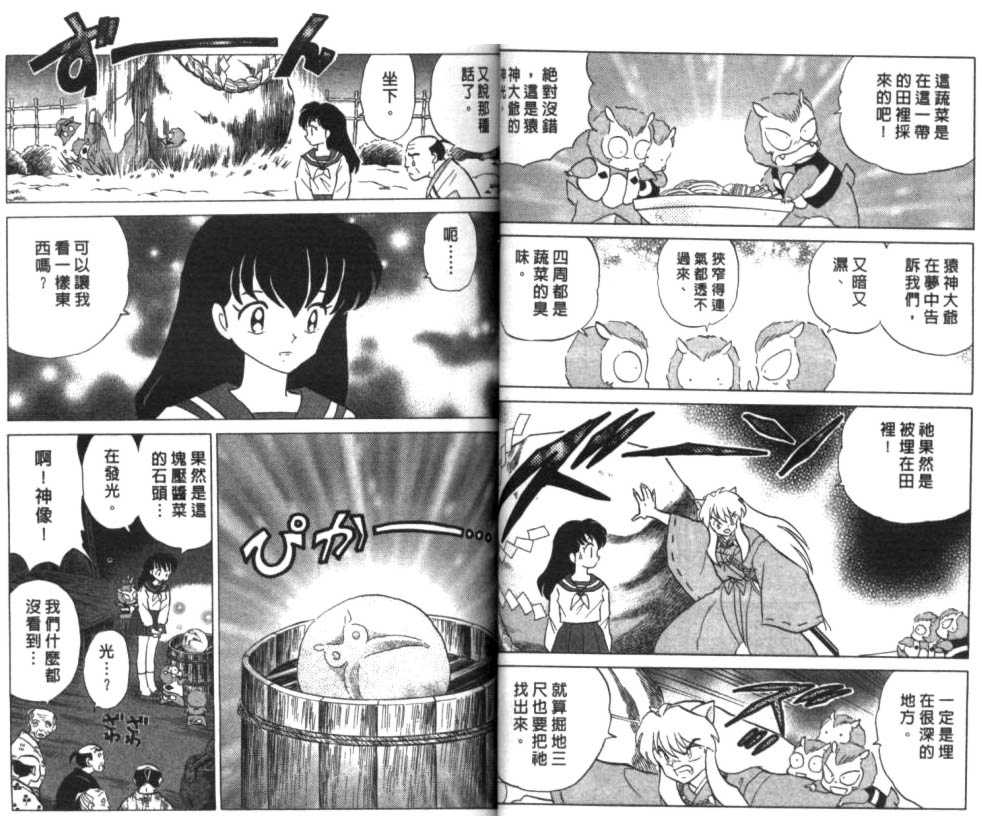 這蔬菜是
在這一帶
的田裡採
來的吧！
絕對沒錯
，這是猿
神大爺的
猿神大爺
在夢中告
訴我們，
又暗又
濕、
狹窄得連
氣都透不
過來、
四周都是
蔬菜的臭
味。
祂果然是
被埋在田
裡！
一定是埋
在很深的
地方。
就算掘地三
尺也要把祂
找出來。
又說那種
話了。
坐下。
ずーん
呃……
可以讓我
看一樣東
西嗎？
ぴかー…
果然是這
塊壓醬菜
的石頭…
在發光。
啊！神像！
光…？
我們什麼都
沒看到…